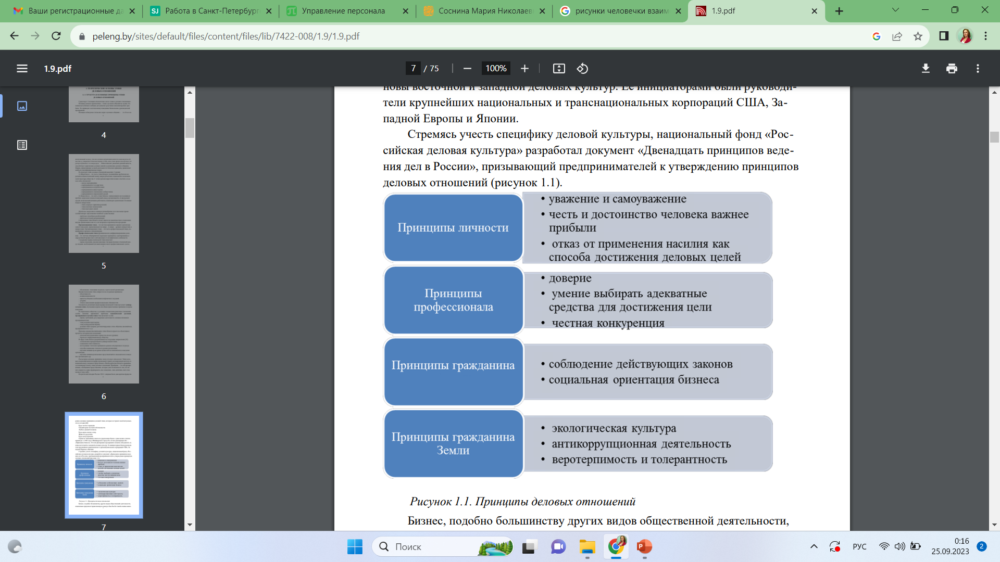 Ваши регистрационные да
Работа в Санкт-Петербург
Управление персонала
Соснина Мария Николаев
рисунки человечки взаим
1.9.pdf
peleng.by/sites/default/files/content/files/lib/7422-008/1.9/1.9.pdf
1.9.pdf
7 / 75
100%
4
5
6
7
новы восточной и западной деловых культур. Ее инициаторами были руководи-
тели крупнейших национальных и транснациональных корпораций США, За-
падной Европы и Японии.
Стремясь учесть специфику деловой культуры, национальный фонд «Рос-
сийская деловая культура» разработал документ «Двенадцать принципов веде-
ния дел в России», призывающий предпринимателей к утверждению принципов
деловых отношений (рисунок 1.1).
Принципы личности
• уважение и самоуважение
• честь и достоинство человека важнее
прибыли
• отказ от применения насилия как
способа достижения деловых целей
Принципы
профессионала
• доверие
• умение выбирать адекватные
средства для достижения цели
• честная конкуренция
Принципы гражданина
• соблюдение действующих законов
• социальная ориентация бизнеса
Принципы гражданина
Земли
• экологическая культура
• антикоррупционная деятельность
• веротерпимость и толерантность
Рисунок 1.1. Принципы деловых отношений
Бизнес, подобно большинству других видов общественной деятельности,
Поиск
РУС
0:16
25.09.2023
2